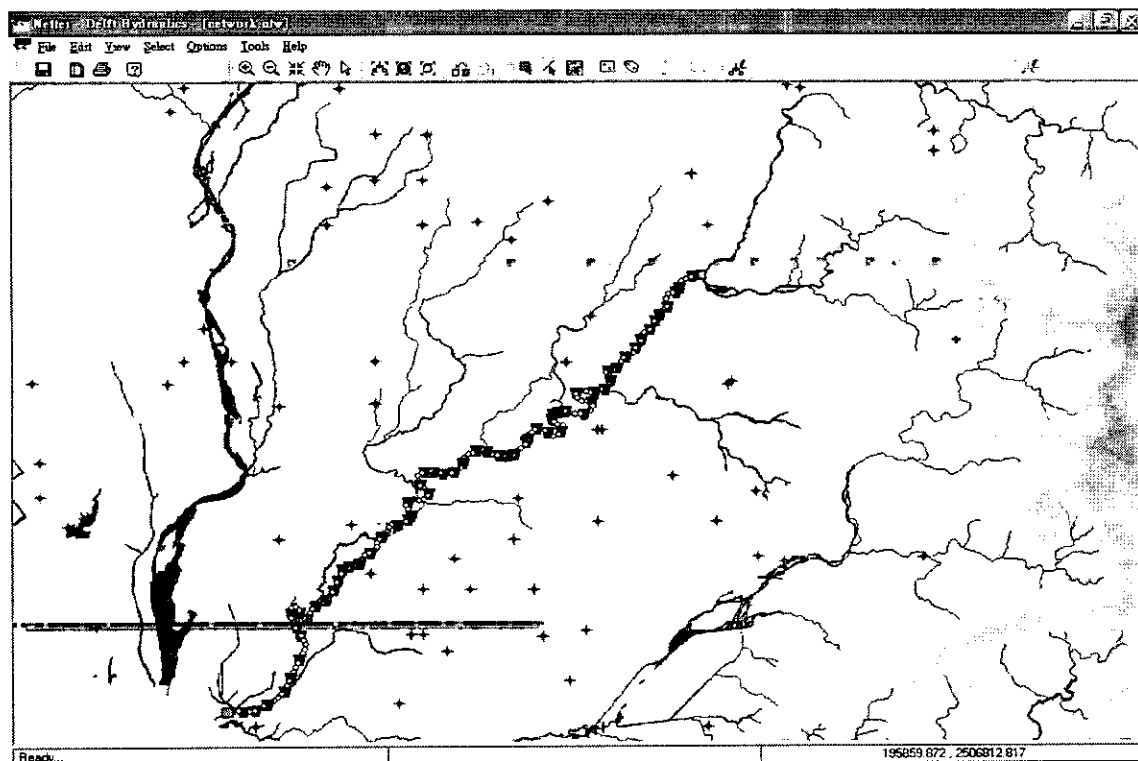 Netter - Delft Hydraulics - [network.ntw]
File Edit View Select Options Tools Help
Ready...
195859.872 , 2506812.817